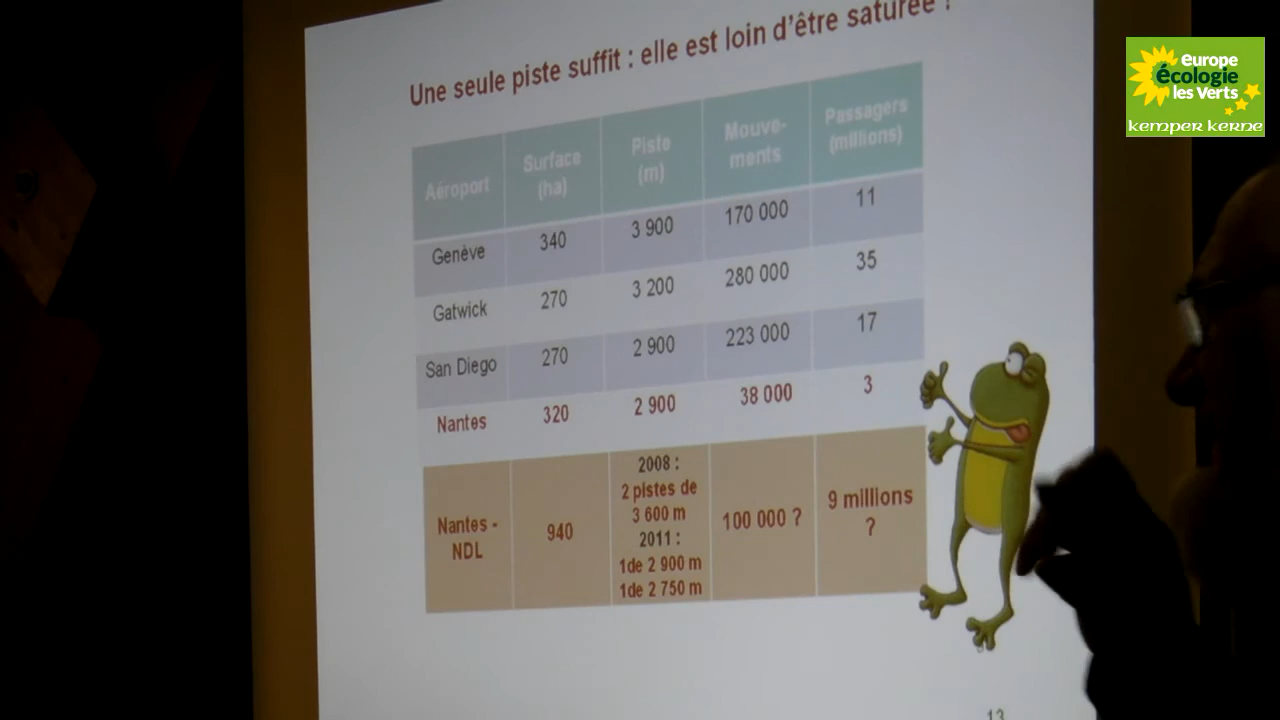 Une seule piste suffit : elle est loin d'être saturée !
Aéroport
Surface
(ha)
Piste
(m)
Mouve-
ments
Passagers
(millions)
Genève 340 3 900 170 000 11
Gatwick 270 3 200 280 000 35
San Diego 270 2 900 223 000 17
Nantes 320 2 900 38 000 3
Nantes -
NDL
940
2008 :
2 pistes de
3 600 m
2011 :
1de 2 900 m
1de 2 750 m
100 000 ?
9 millions
?
13
europe
écologie
les verts
kemper kerne